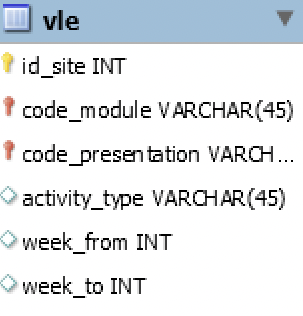 vle
id_site INT
code_module VARCHAR(45)
code_presentation VARCH...
activity_type VARCHAR(45)
week_from INT
week_to INT